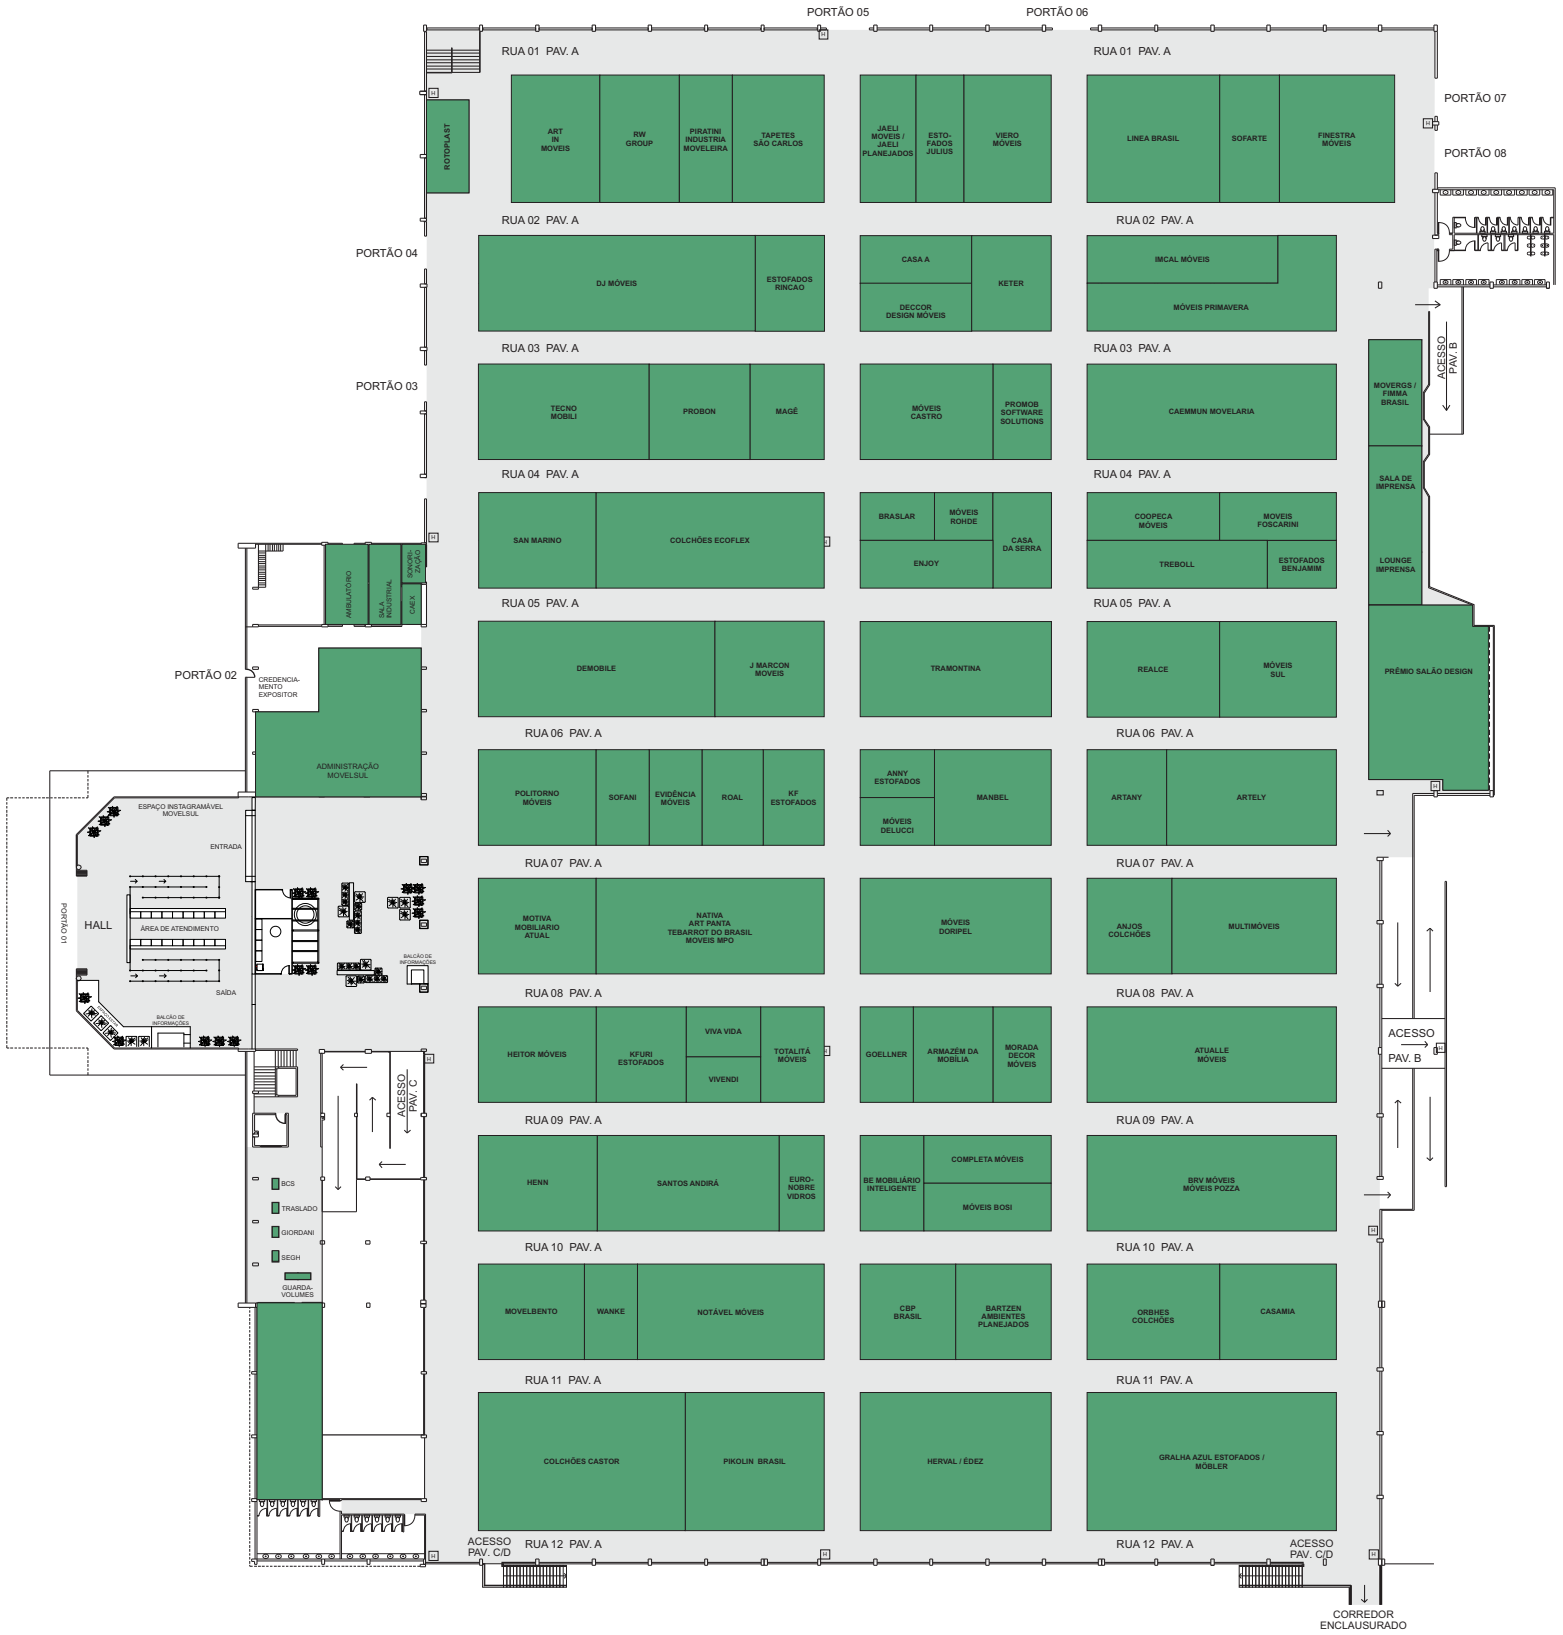 PORTÃO 05
PORTÃO 06
RUA 01 PAV. A
RUA 01 PAV. A
PORTÃO 07
PORTÃO 08
ROTOPLAST
ART
IN
MOVEIS
RW
GROUP
PIRATINI
INDUSTRIA
MOVELEIRA
TAPETES
SÃO CARLOS
JAELI
MOVEIS /
JAELI
PLANEJADOS
ESTO-
FADOS
JULIUS
VIERO
MÓVEIS
LINEA BRASIL
SOFARTE
FINESTRA
MÓVEIS
RUA 02 PAV. A
RUA 02 PAV. A
PORTÃO 04
DJ MÓVEIS
ESTOFADOS
RINCAO
CASA A
DECCOR
DESIGN MÓVEIS
KETER
IMCAL MÓVEIS
MÓVEIS PRIMAVERA
ACESSO
PAV. B
RUA 03 PAV. A
RUA 03 PAV. A
PORTÃO 03
TECNO
MOBILI
PROBON
MAGÊ
MÓVEIS
CASTRO
PROMOB
SOFTWARE
SOLUTIONS
CAEMMUN MOVELARIA
MOVERGS /
FIMMA
BRASIL
RUA 04 PAV. A
RUA 04 PAV. A
SALA DE
IMPRENSA
SAN MARINO
COLCHÕES ECOFLEX
BRASLAR
MÓVEIS
ROHDE
ENJOY
CASA
DA SERRA
COOPECA
MÓVEIS
MOVEIS
FOSCARINI
TREBOLL
ESTOFADOS
BENJAMIM
LOUNGE
IMPRENSA
AMBULATÓRIO
SALA
INDUSTRIAL
SONORI-
ZAÇÃO
CAEX
RUA 05 PAV. A
RUA 05 PAV. A
PORTÃO 02
CREDENCIA-
MENTO
EXPOSITOR
DEMOBILE
J MARCON
MOVEIS
TRAMONTINA
REALCE
MÓVEIS
SUL
PRÊMIO SALÃO DESIGN
RUA 06 PAV. A
RUA 06 PAV. A
ADMINISTRAÇÃO
MOVELSUL
POLITORNO
MÓVEIS
SOFANI
EVIDÊNCIA
MÓVEIS
ROAL
KF
ESTOFADOS
ANNY
ESTOFADOS
MÓVEIS
DELUCCI
MANBEL
ARTANY
ARTELY
ESPAÇO INSTAGRAMÁVEL
MOVELSUL
ENTRADA
RUA 07 PAV. A
RUA 07 PAV. A
PORTÃO 01
HALL
ÁREA DE ATENDIMENTO
SAÍDA
BALCÃO DE
INFORMAÇÕES
BALCÃO DE
INFORMAÇÕES
MOTIVA
MOBILIARIO
ATUAL
NATIVA
ART PANTA
TEBARROT DO BRASIL
MOVEIS MPO
MÓVEIS
DORIPEL
ANJOS
COLCHÕES
MULTIMÓVEIS
RUA 08 PAV. A
RUA 08 PAV. A
HEITOR MÓVEIS
KFURI
ESTOFADOS
VIVA VIDA
VIVENDI
TOTALITÁ
MÓVEIS
GOELLNER
ARMAZÉM DA
MOBÍLIA
MORADA
DECOR
MÓVEIS
ATUALLE
MÓVEIS
ACESSO
PAV. B
ACESSO
PAV. C
RUA 09 PAV. A
RUA 09 PAV. A
HENN
SANTOS ANDIRÁ
EURO-
NOBRE
VIDROS
BE MOBILIÁRIO
INTELIGENTE
COMPLETA MÓVEIS
MÓVEIS BOSI
BRV MÓVEIS
MÓVEIS POZZA
BCS
TRASLADO
GIORDANI
SEGH
GUARDA-
VOLUMES
RUA 10 PAV. A
RUA 10 PAV. A
MOVELBENTO
WANKE
NOTÁVEL MÓVEIS
CBP
BRASIL
BARTZEN
AMBIENTES
PLANEJADOS
ORBHES
COLCHÕES
CASAMIA
RUA 11 PAV. A
RUA 11 PAV. A
COLCHÕES CASTOR
PIKOLIN BRASIL
HERVAL / ÉDEZ
GRALHA AZUL ESTOFADOS /
MÖBLER
ACESSO
PAV. C/D
RUA 12 PAV. A
RUA 12 PAV. A
ACESSO
PAV. C/D
CORREDOR
ENCLAUSURADO